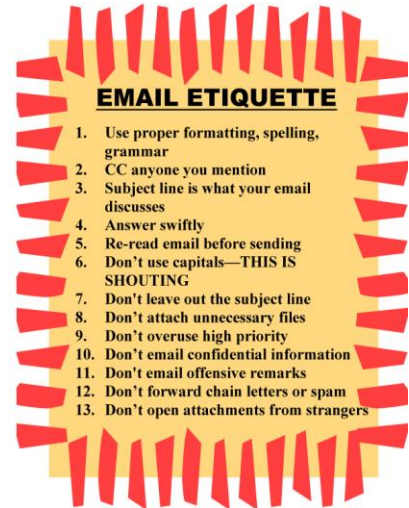 EMAIL ETIQUETTE
1. Use proper formatting, spelling,
grammar
2. CC anyone you mention
3. Subject line is what your email
discusses
4. Answer swiftly
5. Re-read email before sending
6. Don’t use capitals—THIS IS
SHOUTING
7. Don't leave out the subject line
8. Don’t attach unnecessary files
9. Don’t overuse high priority
10. Don't email confidential information
11. Don't email offensive remarks
12. Don’t forward chain letters or spam
13. Don’t open attachments from strangers